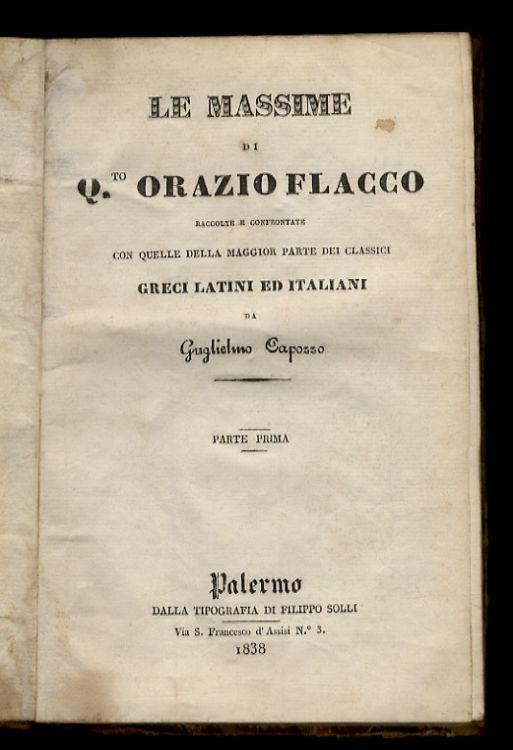 LE MASSIME
DI
Q.TO ORAZIO FLACCO
RACCOLTE E CONFRONTATE
CON QUELLE DELLA MAGGIOR PARTE DEI CLASSICI
GRECI LATINI ED ITALIANI
DA
Guglielmo Capozzo
PARTE PRIMA
Palermo
DALLA TIPOGRAFIA DI FILIPPO SOLLI
Via S. Francesco d'Assisi N.° 3.
1838